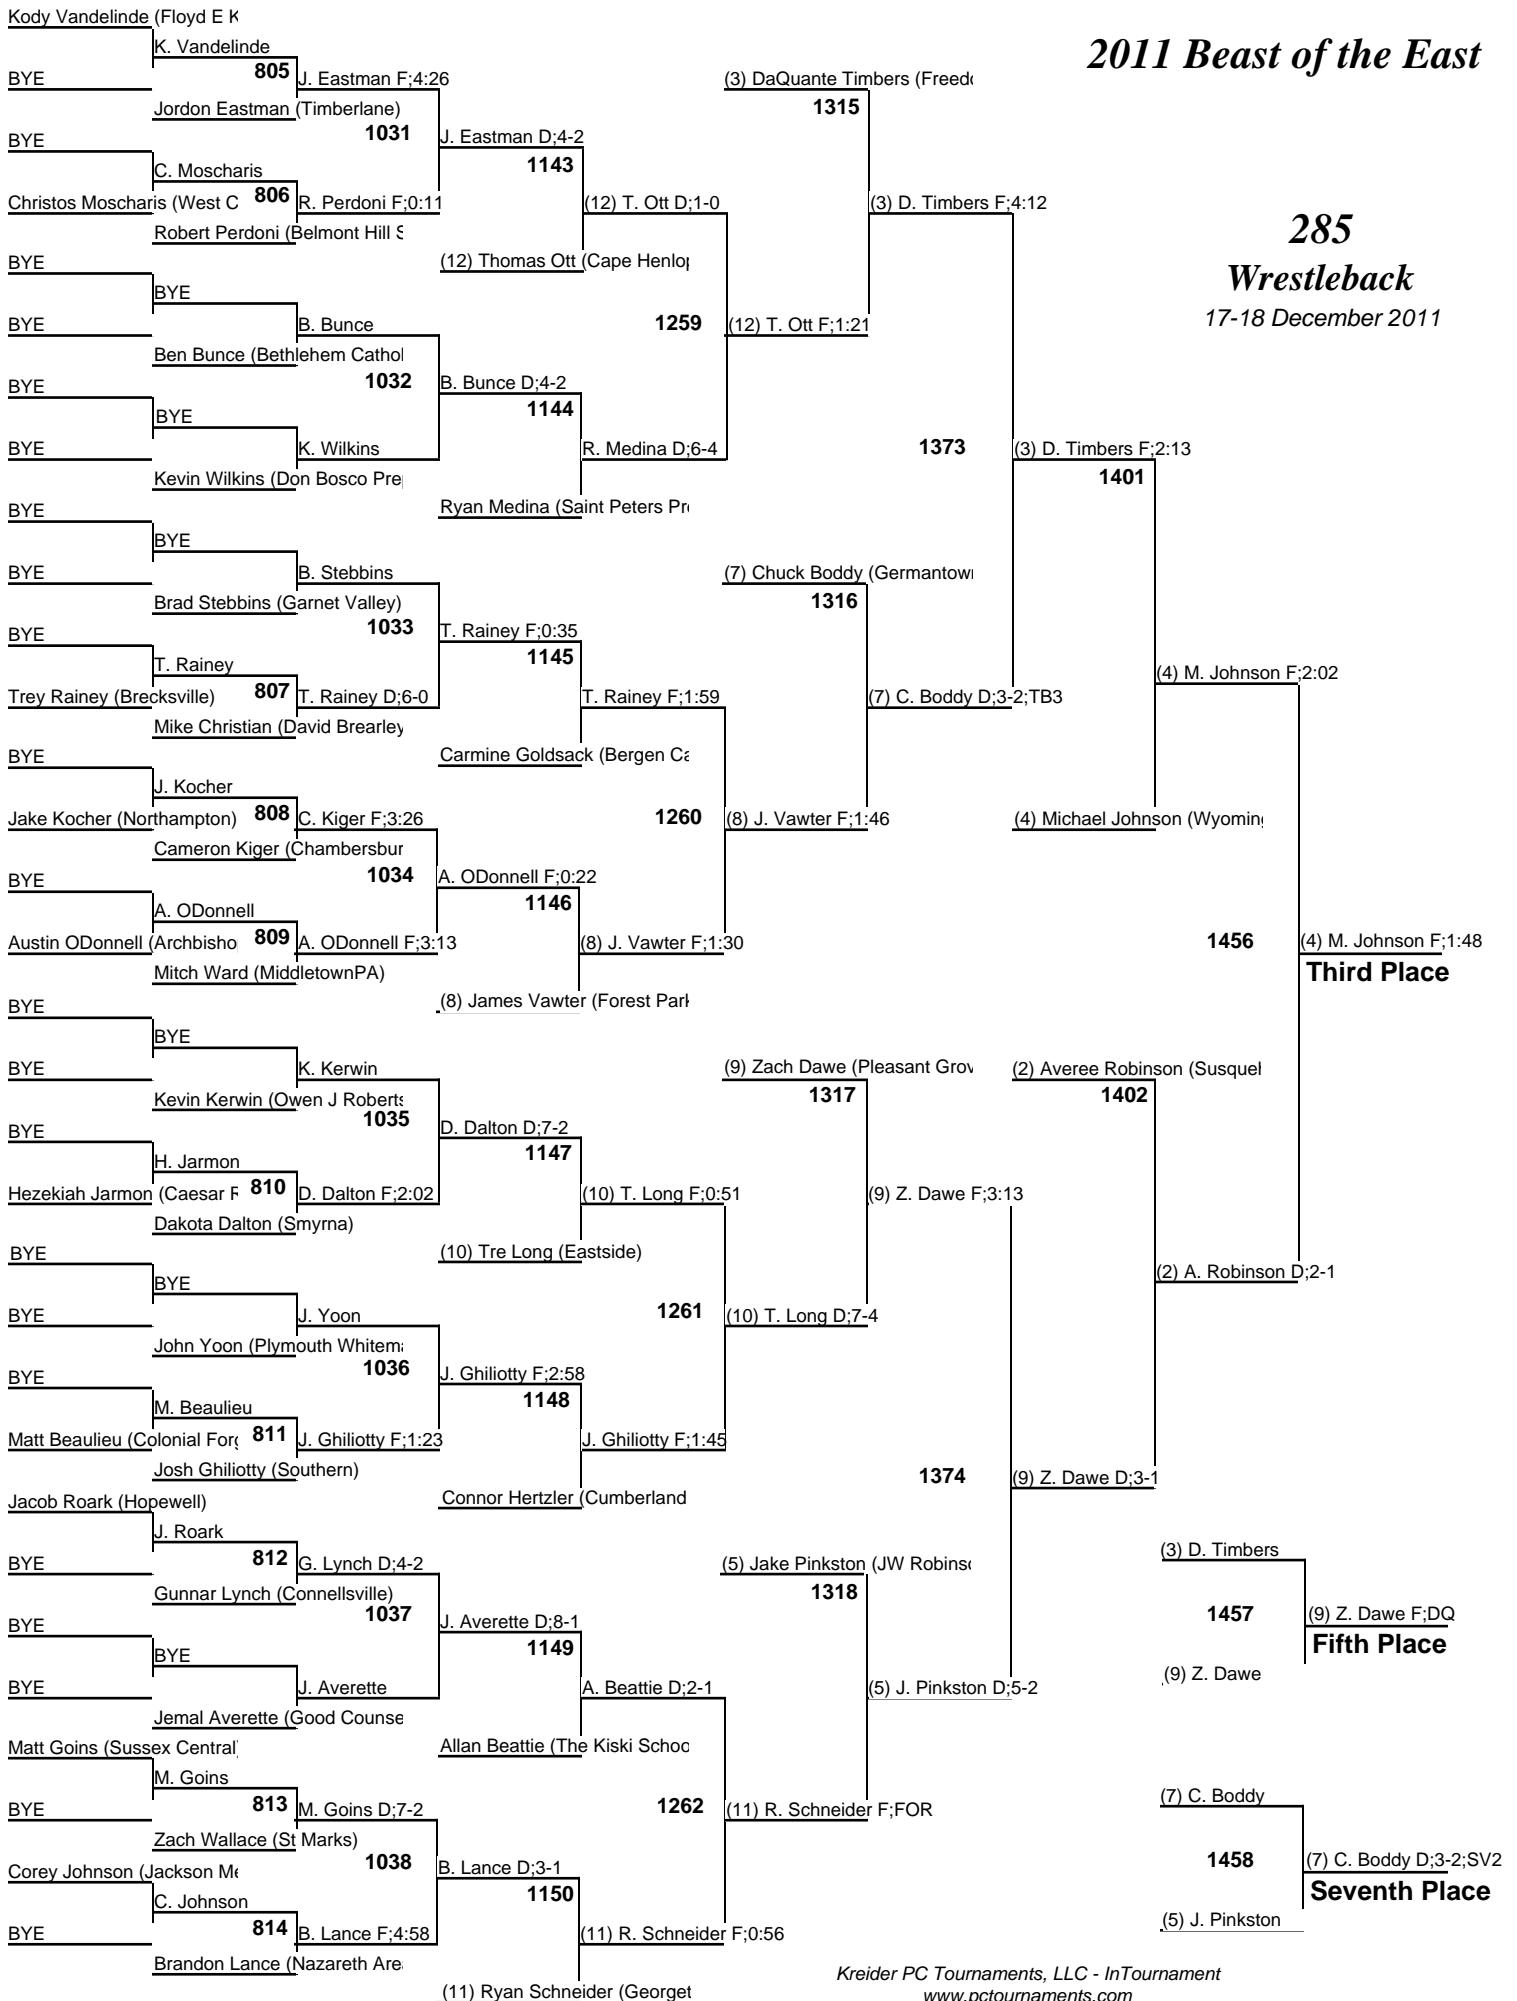 Kody Vandelinde (Floyd E K
2011 Beast of the East
K. Vandelinde
805
BYE
J. Eastman F;4:26
(3) DaQuante Timbers (Freedo
Jordon Eastman (Timberlane)
1315
1031
BYE
J. Eastman D;4-2
1143
C. Moscharis
Christos Moscharis (West C
806
R. Perdoni F;0:11
(12) T. Ott D;1-0
(3) D. Timbers F;4:12
285
Robert Perdoni (Belmont Hill S
BYE
(12) Thomas Ott (Cape Henlop
Wrestleback
BYE
17-18 December 2011
BYE
B. Bunce
1259
(12) T. Ott F;1:21
Ben Bunce (Bethlehem Cathol
1032
BYE
B. Bunce D;4-2
1144
BYE
BYE
K. Wilkins
R. Medina D;6-4
1373
(3) D. Timbers F;2:13
Kevin Wilkins (Don Bosco Pre
1401
BYE
Ryan Medina (Saint Peters Pr
BYE
BYE
B. Stebbins
(7) Chuck Boddy (Germantown
Brad Stebbins (Garnet Valley)
1316
1033
BYE
T. Rainey F;0:35
1145
T. Rainey
(4) M. Johnson F;2:02
Trey Rainey (Brecksville)
807
T. Rainey D;6-0
T. Rainey F;1:59
(7) C. Boddy D;3-2;TB3
Mike Christian (David Brearley
BYE
Carmine Goldsack (Bergen Ca
J. Kocher
Jake Kocher (Northampton)
808
C. Kiger F;3:26
1260
(8) J. Vawter F;1:46
(4) Michael Johnson (Wyoming
Cameron Kiger (Chambersbur
1034
BYE
A. ODonnell F;0:22
1146
A. ODonnell
Austin ODonnell (Archbisho
809
A. ODonnell F;3:13
(8) J. Vawter F;1:30
1456
(4) M. Johnson F;1:48
Third Place
Mitch Ward (MiddletownPA)
BYE
(8) James Vawter (Forest Park
BYE
BYE
K. Kerwin
(9) Zach Dawe (Pleasant Grov
(2) Averee Robinson (Susqueh
Kevin Kerwin (Owen J Roberts
1317
1402
1035
BYE
D. Dalton D;7-2
1147
H. Jarmon
Hezekiah Jarmon (Caesar R
810
D. Dalton F;2:02
(10) T. Long F;0:51
(9) Z. Dawe F;3:13
Dakota Dalton (Smyrna)
BYE
(10) Tre Long (Eastside)
BYE
(2) A. Robinson D;2-1
BYE
J. Yoon
1261
(10) T. Long D;7-4
John Yoon (Plymouth Whitema
1036
BYE
J. Ghiliotty F;2:58
1148
M. Beaulieu
Matt Beaulieu (Colonial Forg
811
J. Ghiliotty F;1:23
J. Ghiliotty F;1:45
Josh Ghiliotty (Southern)
1374
(9) Z. Dawe D;3-1
Jacob Roark (Hopewell)
Connor Hertzler (Cumberland
J. Roark
(3) D. Timbers
BYE
812
G. Lynch D;4-2
(5) Jake Pinkston (JW Robinso
Gunnar Lynch (Connellsville)
1318
1037
1457
(9) Z. Dawe F;DQ
BYE
J. Averette D;8-1
Fifth Place
1149
BYE
(9) Z. Dawe
BYE
J. Averette
A. Beattie D;2-1
(5) J. Pinkston D;5-2
Jemal Averette (Good Counse
Matt Goins (Sussex Central)
Allan Beattie (The Kiski Schoo
M. Goins
(7) C. Boddy
BYE
813
M. Goins D;7-2
1262
(11) R. Schneider F;FOR
Zach Wallace (St Marks)
1038
1458
(7) C. Boddy D;3-2;SV2
Corey Johnson (Jackson Me
B. Lance D;3-1
Seventh Place
1150
C. Johnson
(5) J. Pinkston
BYE
814
B. Lance F;4:58
(11) R. Schneider F;0:56
Brandon Lance (Nazareth Area
Kreider PC Tournaments, LLC - InTournament
(11) Ryan Schneider (Georget
www.pctournaments.com